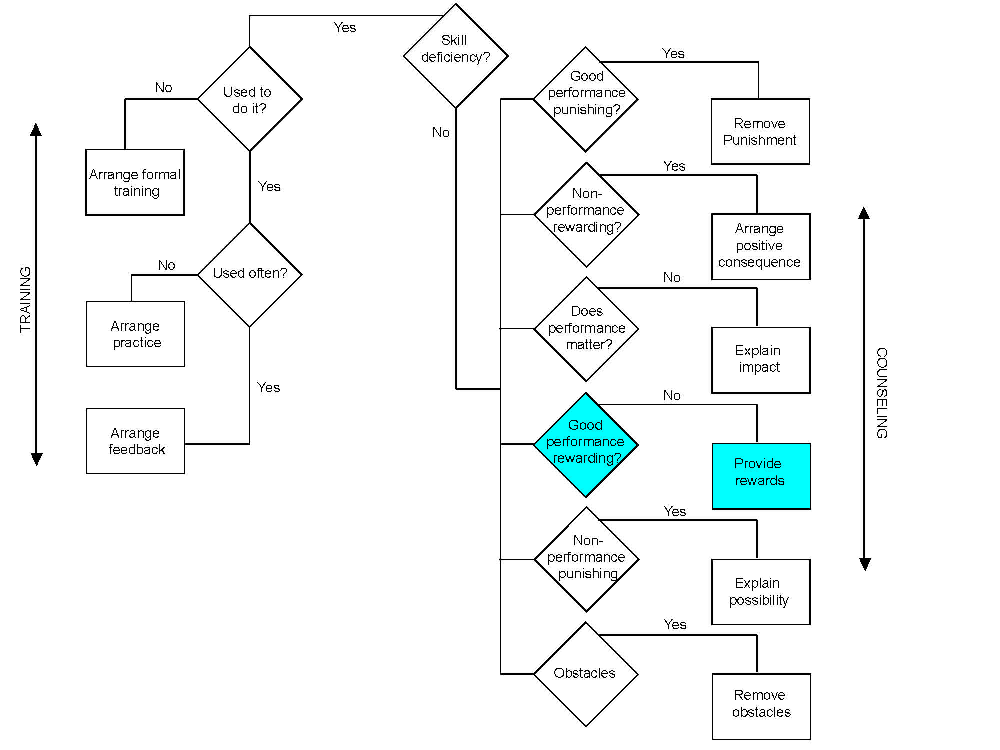 Yes
Skill
deficiency?
Used to
do it?
No
Arrange formal
training
Yes
Used often?
No
Arrange
practice
Yes
Arrange
feedback
TRAINING
No
Good
performance
punishing?
Yes
Remove
Punishment
Non-
performance
rewarding?
Yes
Arrange
positive
consequence
Does
performance
matter?
No
Explain
impact
Good
performance
rewarding?
No
Provide
rewards
Non-
performance
punishing
Yes
Explain
possibility
Obstacles
Yes
Remove
obstacles
COUNSELING